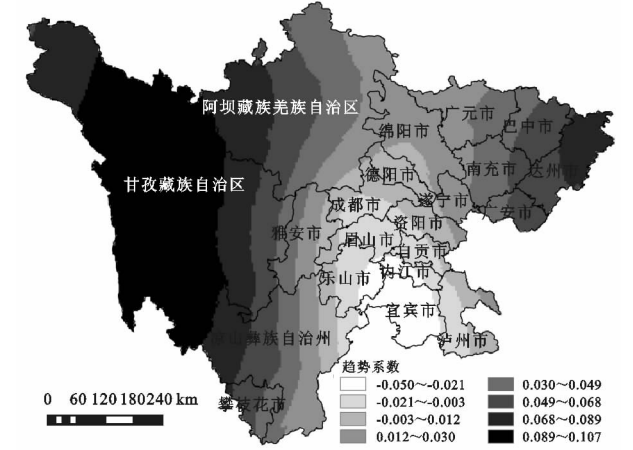 阿坝藏族羌族自治区
广元市
巴中市
绵阳市
甘孜藏族自治区
德阳市
南充市
达州市
成都市
遂宁市
广安市
雅安市
资阳市
眉山市
自贡市
乐山市
内江市
宜宾市
凉山彝族自治州
泸州市
攀枝花市
趋势系数
-0.050～-0.021
-0.021～-0.003
-0.003～0.012
0.012～0.030
0.030～0.049
0.049～0.068
0.068～0.089
0.089～0.107
0 60 120 180 240 km